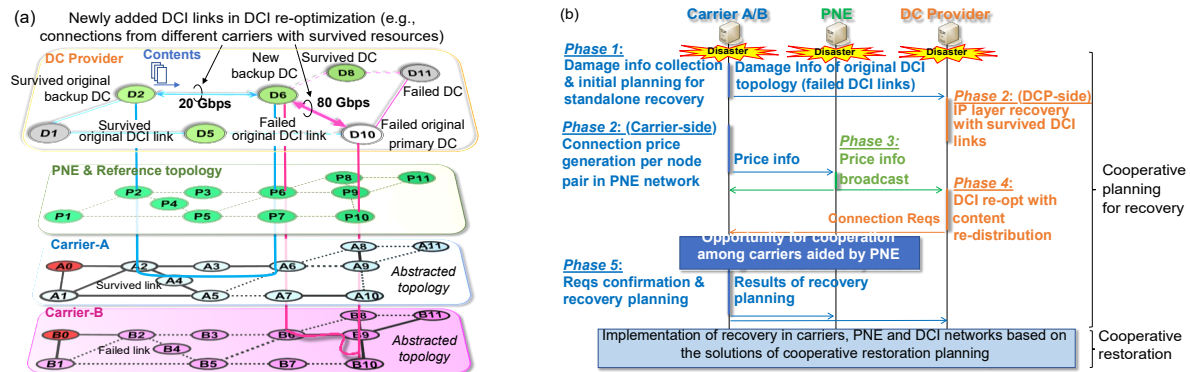 (a)
Newly added DCI links in DCI re-optimization (e.g.,
connections from different carriers with survived resources)
DC Provider
Contents
New
backup DC
Survived DC
Survived original
backup DC
D2
D6
D8
D11
Failed DC
20 Gbps
80 Gbps
D1
Survived
original DCI link
D5
Failed
original DCI link
D10
Failed original
primary DC
PNE & Reference topology
P1
P2
P3
P4
P5
P6
P7
P8
P9
P10
P11
Carrier-A
A0
A1
A2
A3
A4
A5
A6
A7
A8
A9
A10
A11
Survived link
Abstracted
topology
Carrier-B
B0
B1
B2
B3
B4
B5
B6
B7
B8
B9
B10
B11
Failed link
Abstracted
topology
(b)
Carrier A/B
PNE
DC Provider
Disaster
Disaster
Disaster
Phase 1:
Damage info collection
& initial planning for
standalone recovery
Damage Info of original DCI
topology (failed DCI links)
Phase 2: (DCP-side)
IP layer recovery
with survived DCI
links
Phase 2: (Carrier-side)
Connection price
generation per node
pair in PNE network
Price info
Phase 3:
Price info
broadcast
Phase 4:
DCI re-opt with
content
re-distribution
Connection Reqs
Opportunity for cooperation
among carriers aided by PNE
Phase 5:
Reqs confirmation &
recovery planning
Results of recovery
planning
Cooperative
planning
for recovery
Implementation of recovery in carriers, PNE and DCI networks based on
the solutions of cooperative restoration planning
Cooperative
restoration